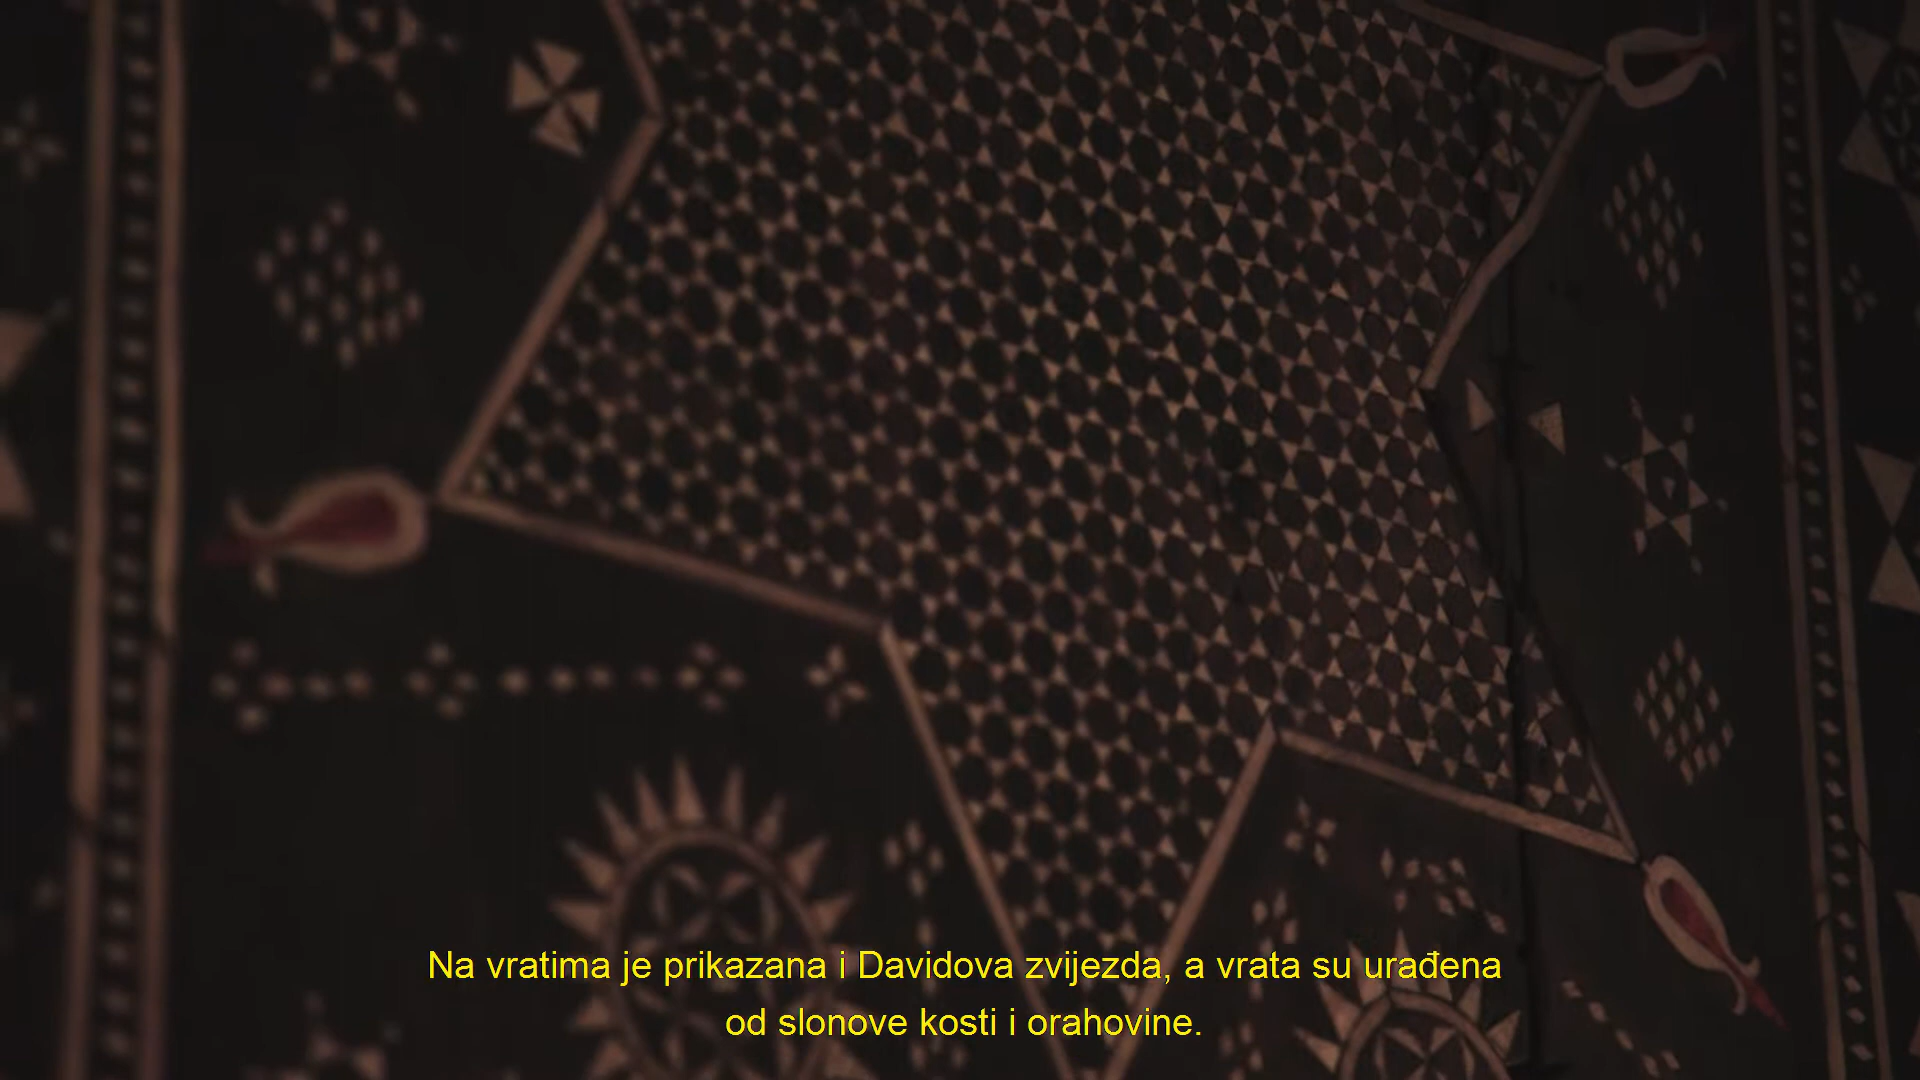 Na vratima je prikazana i Davidova zvijezda, a vrata su urađena
od slonove kosti i orahovine.